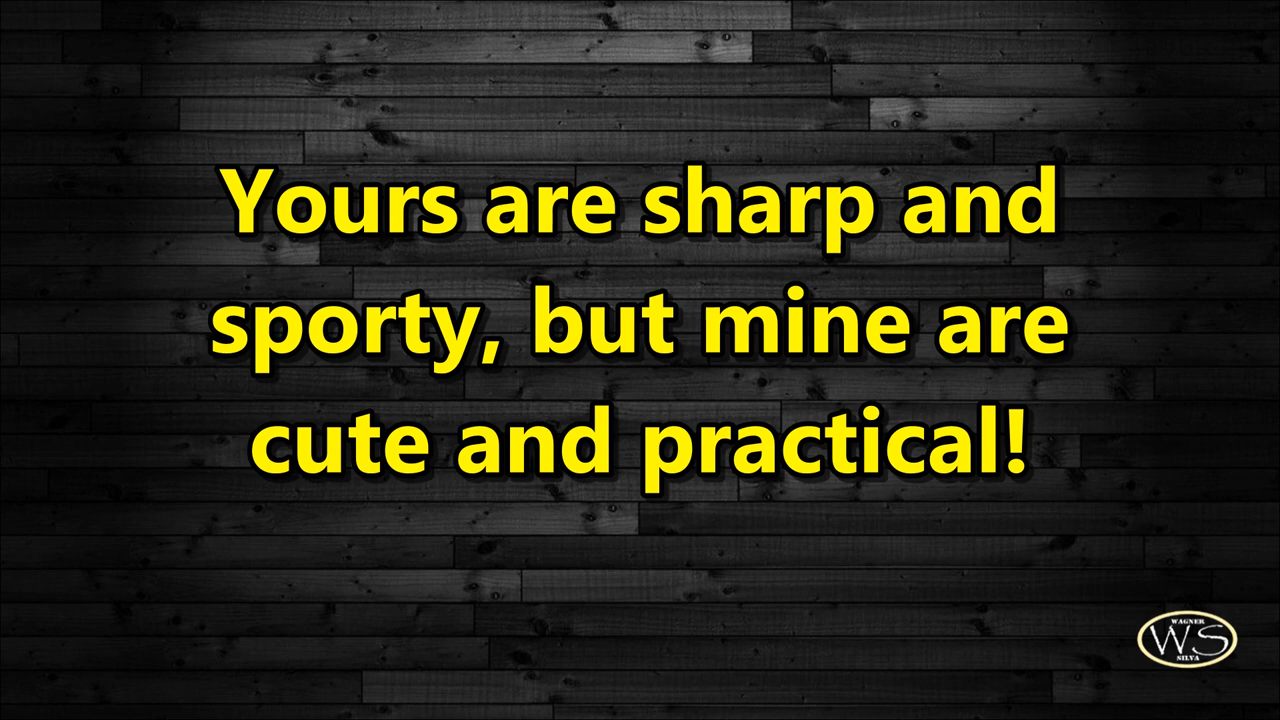 Yours are sharp and
sporty, but mine are
cute and practical!
WAGNER
WS
SILVA